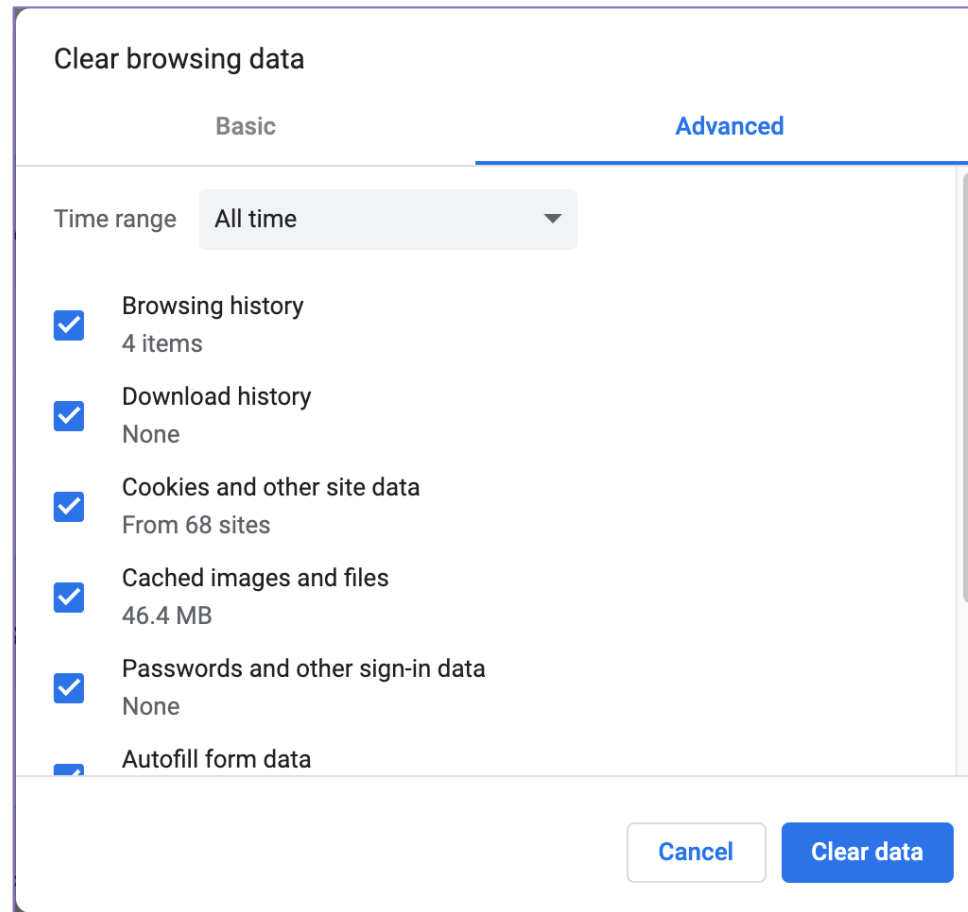 Clear browsing data
Basic
Advanced
Time range
All time
Browsing history
4 items
Download history
None
Cookies and other site data
From 68 sites
Cached images and files
46.4 MB
Passwords and other sign-in data
None
Autofill form data
Cancel
Clear data